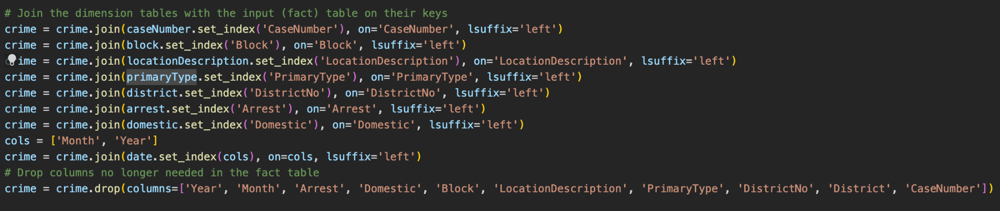 # Join the dimension tables with the input (fact) table on their keys
crime = crime.join(caseNumber.set_index('CaseNumber'), on='CaseNumber', lsuffix='left')
crime = crime.join(block.set_index('Block'), on='Block', lsuffix='left')
crime = crime.join(locationDescription.set_index('LocationDescription'), on='LocationDescription', lsuffix='left')
crime = crime.join(primaryType.set_index('PrimaryType'), on='PrimaryType', lsuffix='left')
crime = crime.join(district.set_index('DistrictNo'), on='DistrictNo', lsuffix='left')
crime = crime.join(arrest.set_index('Arrest'), on='Arrest', lsuffix='left')
crime = crime.join(domestic.set_index('Domestic'), on='Domestic', lsuffix='left')
cols = ['Month', 'Year']
crime = crime.join(date.set_index(cols), on=cols, lsuffix='left')
# Drop columns no longer needed in the fact table
crime = crime.drop(columns=['Year', 'Month', 'Arrest', 'Domestic', 'Block', 'LocationDescription', 'PrimaryType', 'DistrictNo', 'District', 'CaseNumber'])